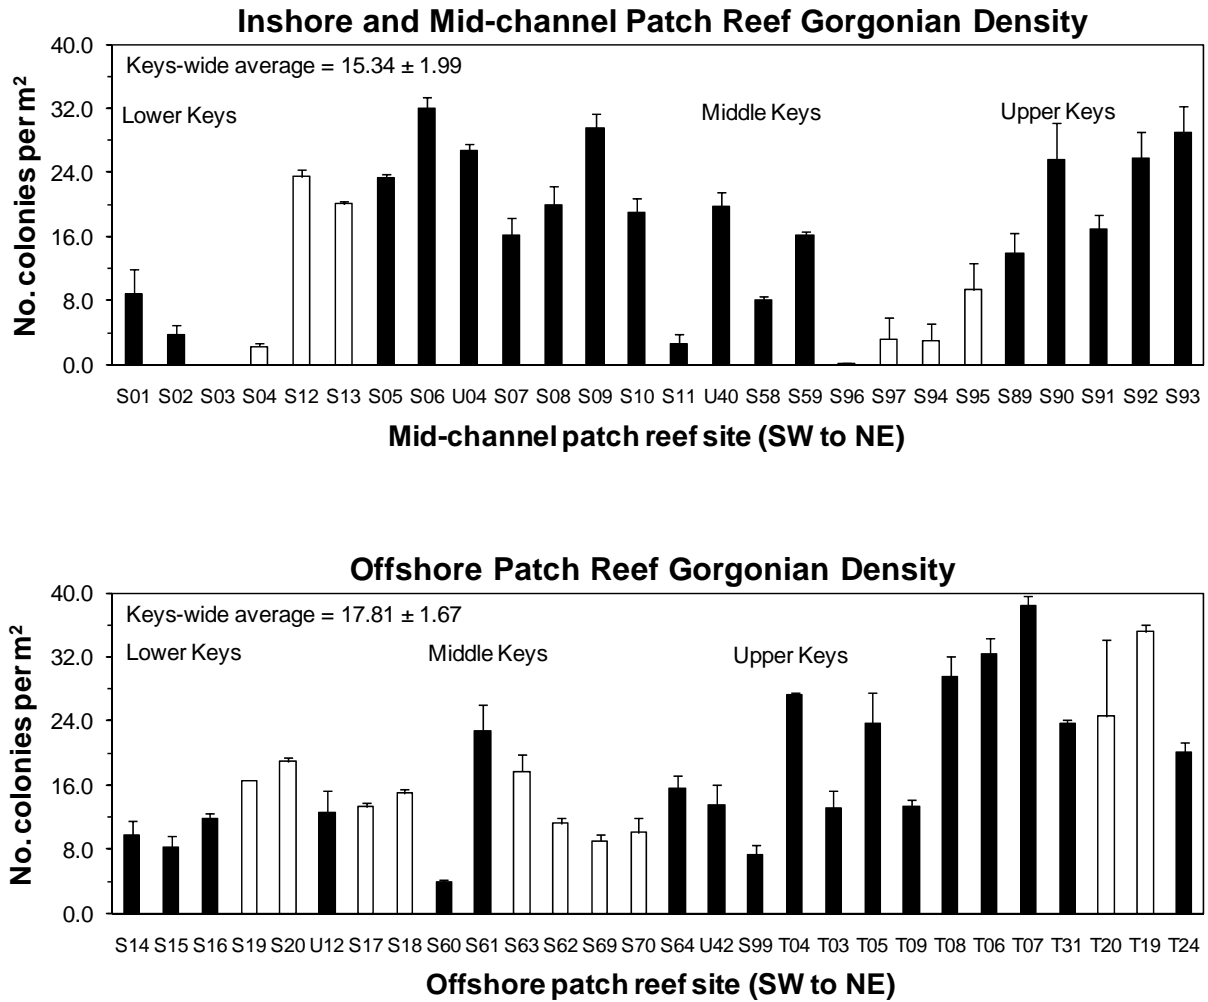 Inshore and Mid-channel Patch Reef Gorgonian Density
No. colonies per m²
40.0
32.0
24.0
16.0
8.0
0.0
Keys-wide average = 15.34 ± 1.99
Lower Keys
Middle Keys
Upper Keys
S01 S02 S03 S04 S12 S13 S05 S06 U04 S07 S08 S09 S10 S11 U40 S58 S59 S96 S97 S94 S95 S89 S90 S91 S92 S93
Mid-channel patch reef site (SW to NE)
Offshore Patch Reef Gorgonian Density
No. colonies per m²
40.0
32.0
24.0
16.0
8.0
0.0
Keys-wide average = 17.81 ± 1.67
Lower Keys
Middle Keys
Upper Keys
S14 S15 S16 S19 S20 U12 S17 S18 S60 S61 S63 S62 S69 S70 S64 U42 S99 T04 T03 T05 T09 T08 T06 T07 T31 T20 T19 T24
Offshore patch reef site (SW to NE)